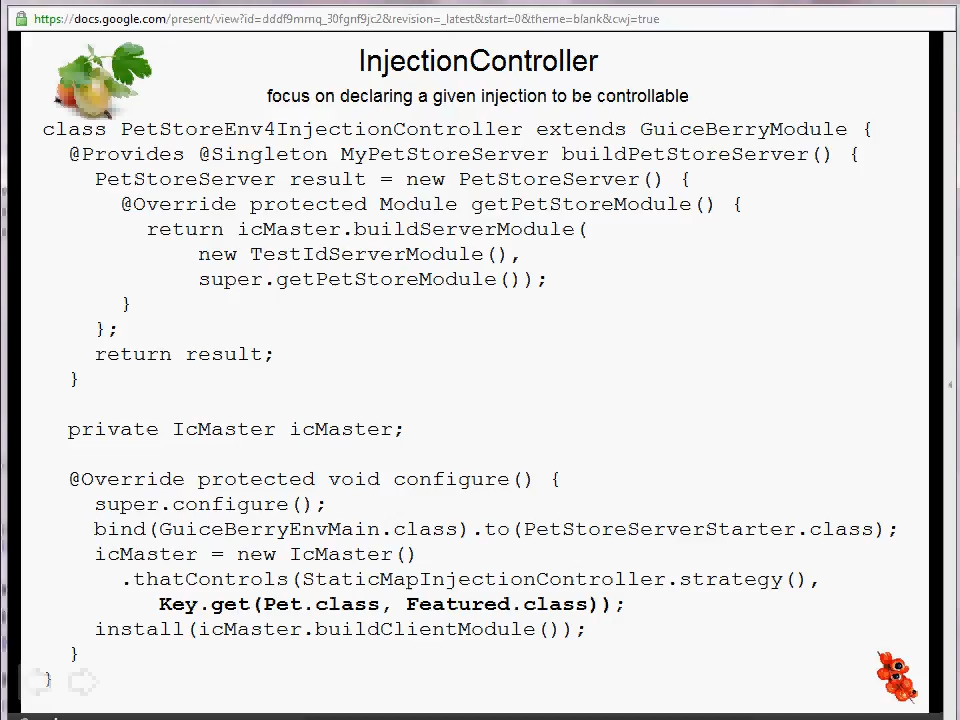 https://docs.google.com/present/view?id=dddf9mmq_30fgnf9jc2&revision=_latest&start=0&theme=blank&cwj=true
InjectionController
focus on declaring a given injection to be controllable
class PetStoreEnv4InjectionController extends GuiceBerryModule {
@Provides @Singleton MyPetStoreServer buildPetStoreServer() {
PetStoreServer result = new PetStoreServer() {
@Override protected Module getPetStoreModule() {
return icMaster.buildServerModule(
new TestIdServerModule(),
super.getPetStoreModule());
}
};
return result;
}
private IcMaster icMaster;
@Override protected void configure() {
super.configure();
bind(GuiceBerryEnvMain.class).to(PetStoreServerStarter.class);
icMaster = new IcMaster()
.thatControls(StaticMapInjectionController.strategy(),
Key.get(Pet.class, Featured.class));
install(icMaster.buildClientModule());
}
}